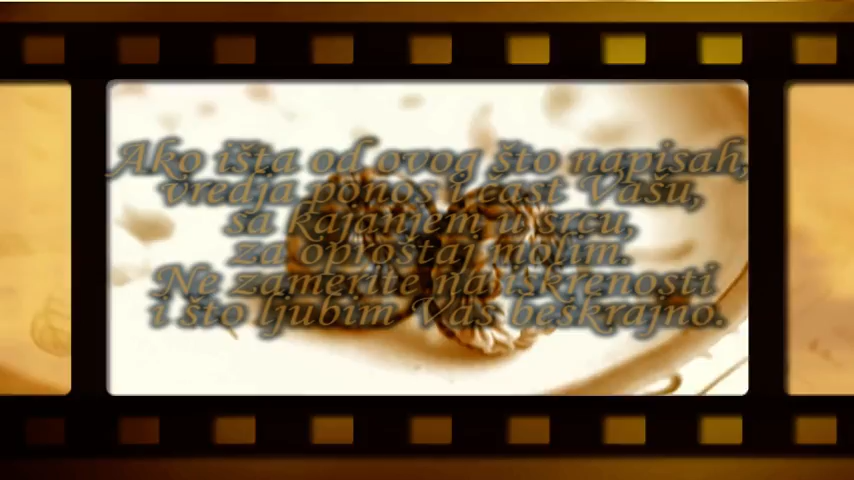 Ako išta od ovog što napisah,
vredja ponos i čast Vašu,
sa kajanjem u srcu,
za oproštaj molim.
Ne zamerite na iskrenosti
i što ljubim Vas beskrajno.